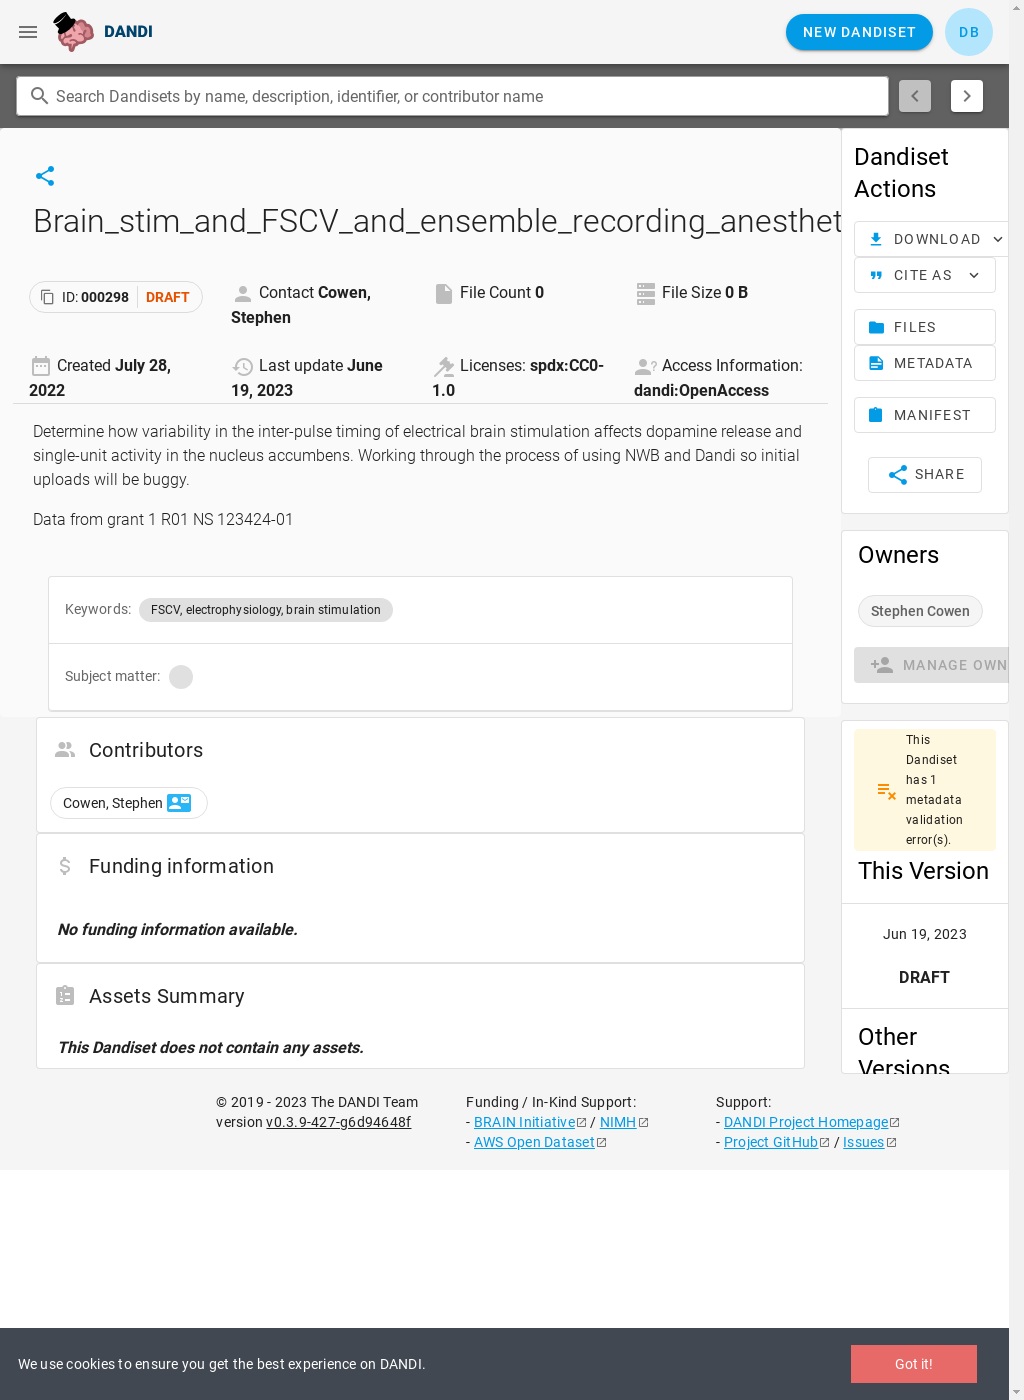 DANDI
NEW DANDISET
DB
Search Dandisets by name, description, identifier, or contributor name
Brain_stim_and_FSCV_and_ensemble_recording_anesthet
ID: 000298 DRAFT
Contact Cowen,
Stephen
File Count 0
File Size 0 B
Created July 28,
2022
Last update June
19, 2023
Licenses: spdx:CC0-
1.0
Access Information:
dandi:OpenAccess
Determine how variability in the inter-pulse timing of electrical brain stimulation affects dopamine release and
single-unit activity in the nucleus accumbens. Working through the process of using NWB and Dandi so initial
uploads will be buggy.
Data from grant 1 R01 NS 123424-01
Keywords: FSCV, electrophysiology, brain stimulation
Subject matter:
Contributors
Cowen, Stephen
Funding information
No funding information available.
Assets Summary
This Dandiset does not contain any assets.
Dandiset
Actions
DOWNLOAD
CITE AS
FILES
METADATA
MANIFEST
SHARE
Owners
Stephen Cowen
MANAGE OWN
This
Dandiset
has 1
metadata
validation
error(s).
This Version
Jun 19, 2023
DRAFT
Other
Versions
© 2019 - 2023 The DANDI Team
version v0.3.9-427-g6d94648f
Funding / In-Kind Support:
- BRAIN Initiative / NIMH
- AWS Open Dataset
Support:
- DANDI Project Homepage
- Project GitHub / Issues
We use cookies to ensure you get the best experience on DANDI.
Got it!